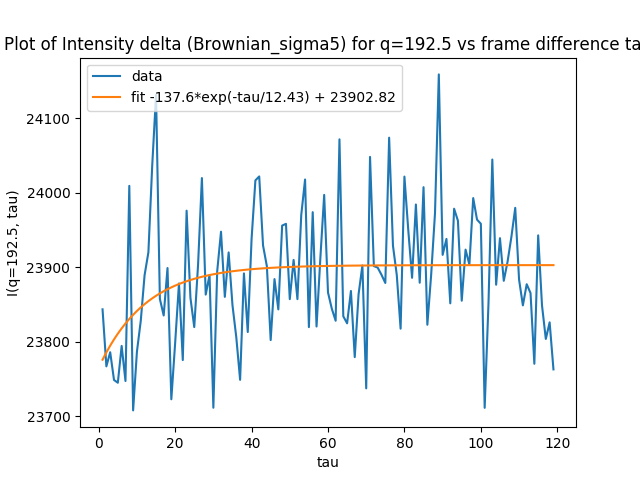 Plot of Intensity delta (Brownian_sigma5) for q=192.5 vs frame difference ta
data
fit -137.6*exp(-tau/12.43) + 23902.82
I(q=192.5, tau)
24100
24000
23900
23800
23700
0 20 40 60 80 100 120
tau